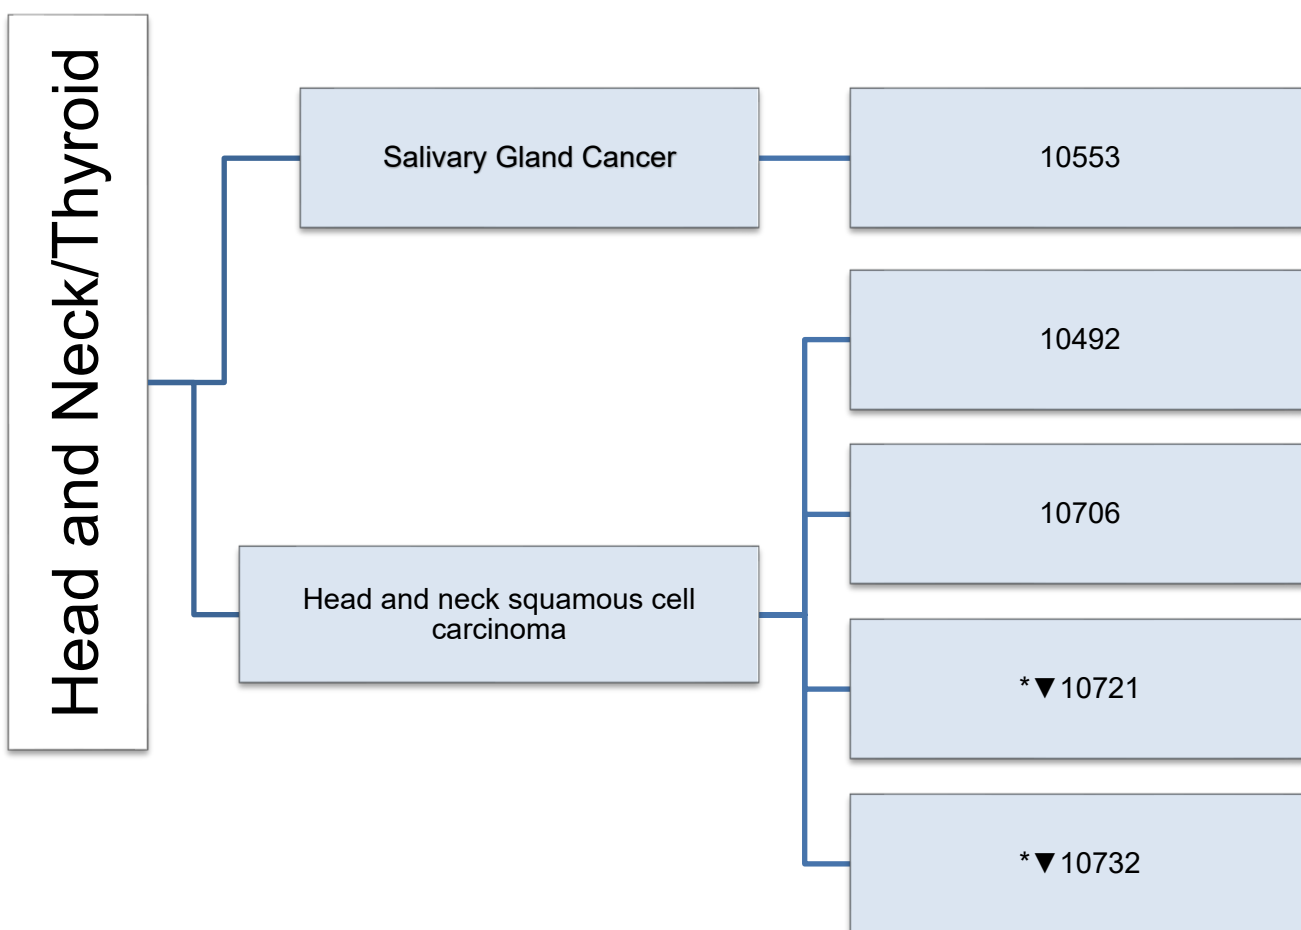 Head and Neck/Thyroid
Salivary Gland Cancer
10553
10492
10706
Head and neck squamous cell
carcinoma
*▼10721
*▼10732